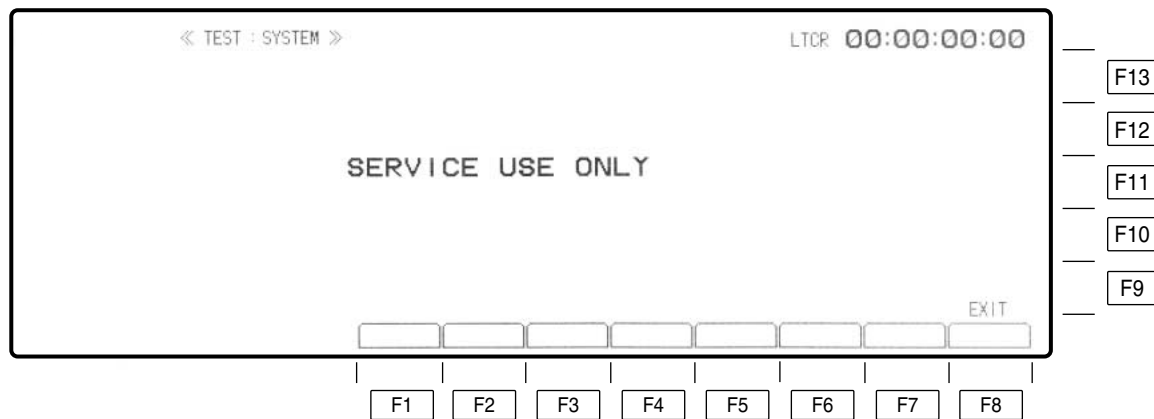 ≪ TEST : SYSTEM ≫ LTCR 00:00:00:00
F13
F12
SERVICE USE ONLY
F11
F10
F9
EXIT
F1 F2 F3 F4 F5 F6 F7 F8